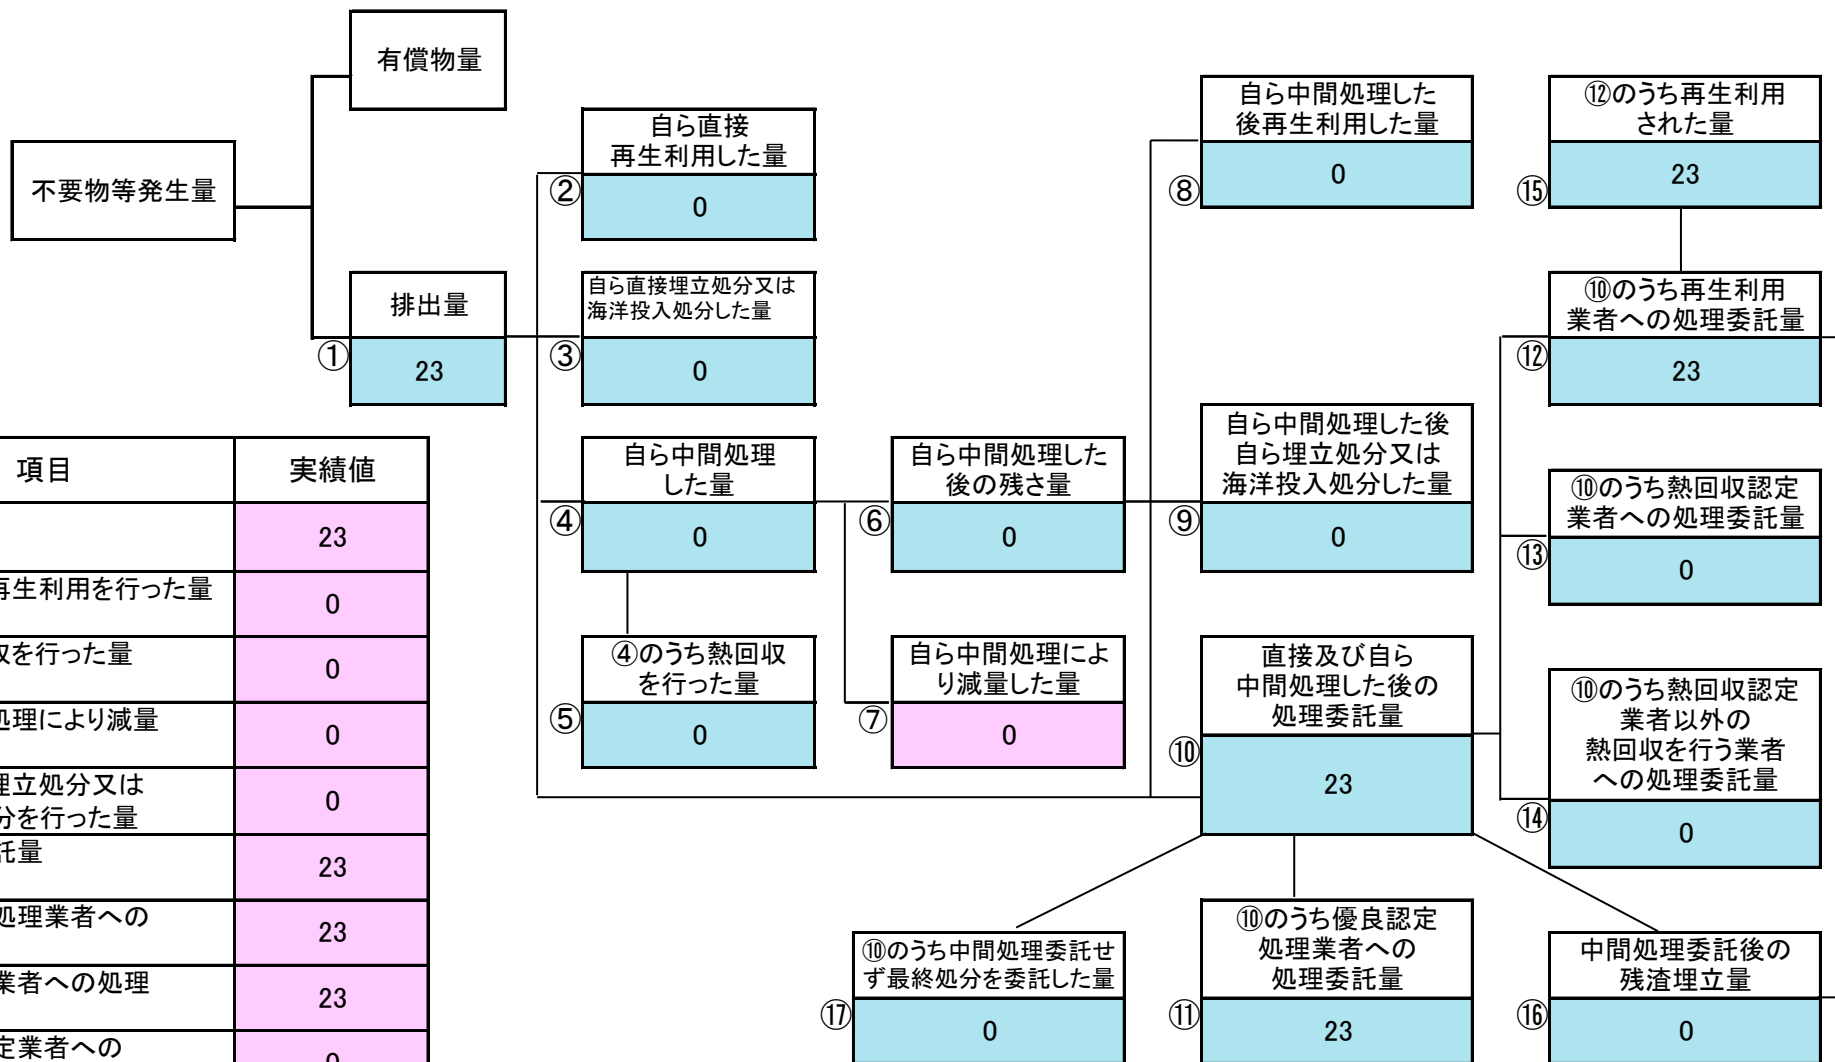 有償物量
不要物等発生量
排出量
①
23
自ら直接
再生利用した量
②
0
自ら直接埋立処分又は
海洋投入処分した量
③
0
自ら中間処理
した量
④
0
④のうち熱回収
を行った量
⑤
0
自ら中間処理した
後の残さ量
⑥
0
自ら中間処理によ
り減量した量
⑦
0
自ら中間処理した
後再生利用した量
⑧
0
自ら中間処理した後
自ら埋立処分又は
海洋投入処分した量
⑨
0
直接及び自ら
中間処理した後の
処理委託量
⑩
23
⑫のうち再生利用
された量
⑮
23
⑩のうち再生利用
業者への処理委託量
⑫
23
⑩のうち熱回収認定
業者への処理委託量
⑬
0
⑩のうち熱回収認定
業者以外の
熱回収を行う業者
への処理委託量
⑭
0
⑩のうち中間処理委託せ
ず最終処分を委託した量
⑰
0
⑩のうち優良認定
処理業者への
処理委託量
⑪
23
中間処理委託後の
残渣埋立量
⑯
0
項目 実績値
23
再生利用を行った量 0
収を行った量 0
処理により減量 0
埋立処分又は
分を行った量 0
託量 23
処理業者への 23
業者への処理 23
定業者への 0